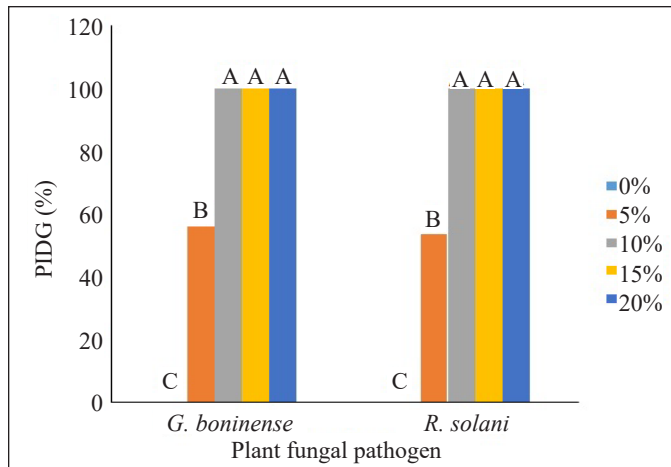 120
100
80
60
40
20
0
PIDG (%)
C
B
A
A
A
C
B
A
A
A
G. boninense
R. solani
Plant fungal pathogen
0%
5%
10%
15%
20%